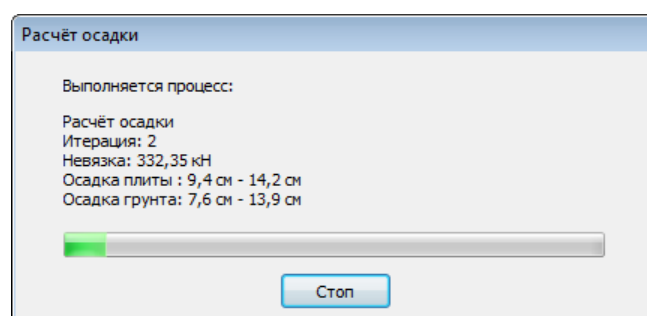 Расчёт осадки
Выполняется процесс:
Расчёт осадки
Итерация: 2
Невязка: 332,35 кН
Осадка плиты : 9,4 см - 14,2 см
Осадка грунта: 7,6 см - 13,9 см
Стоп